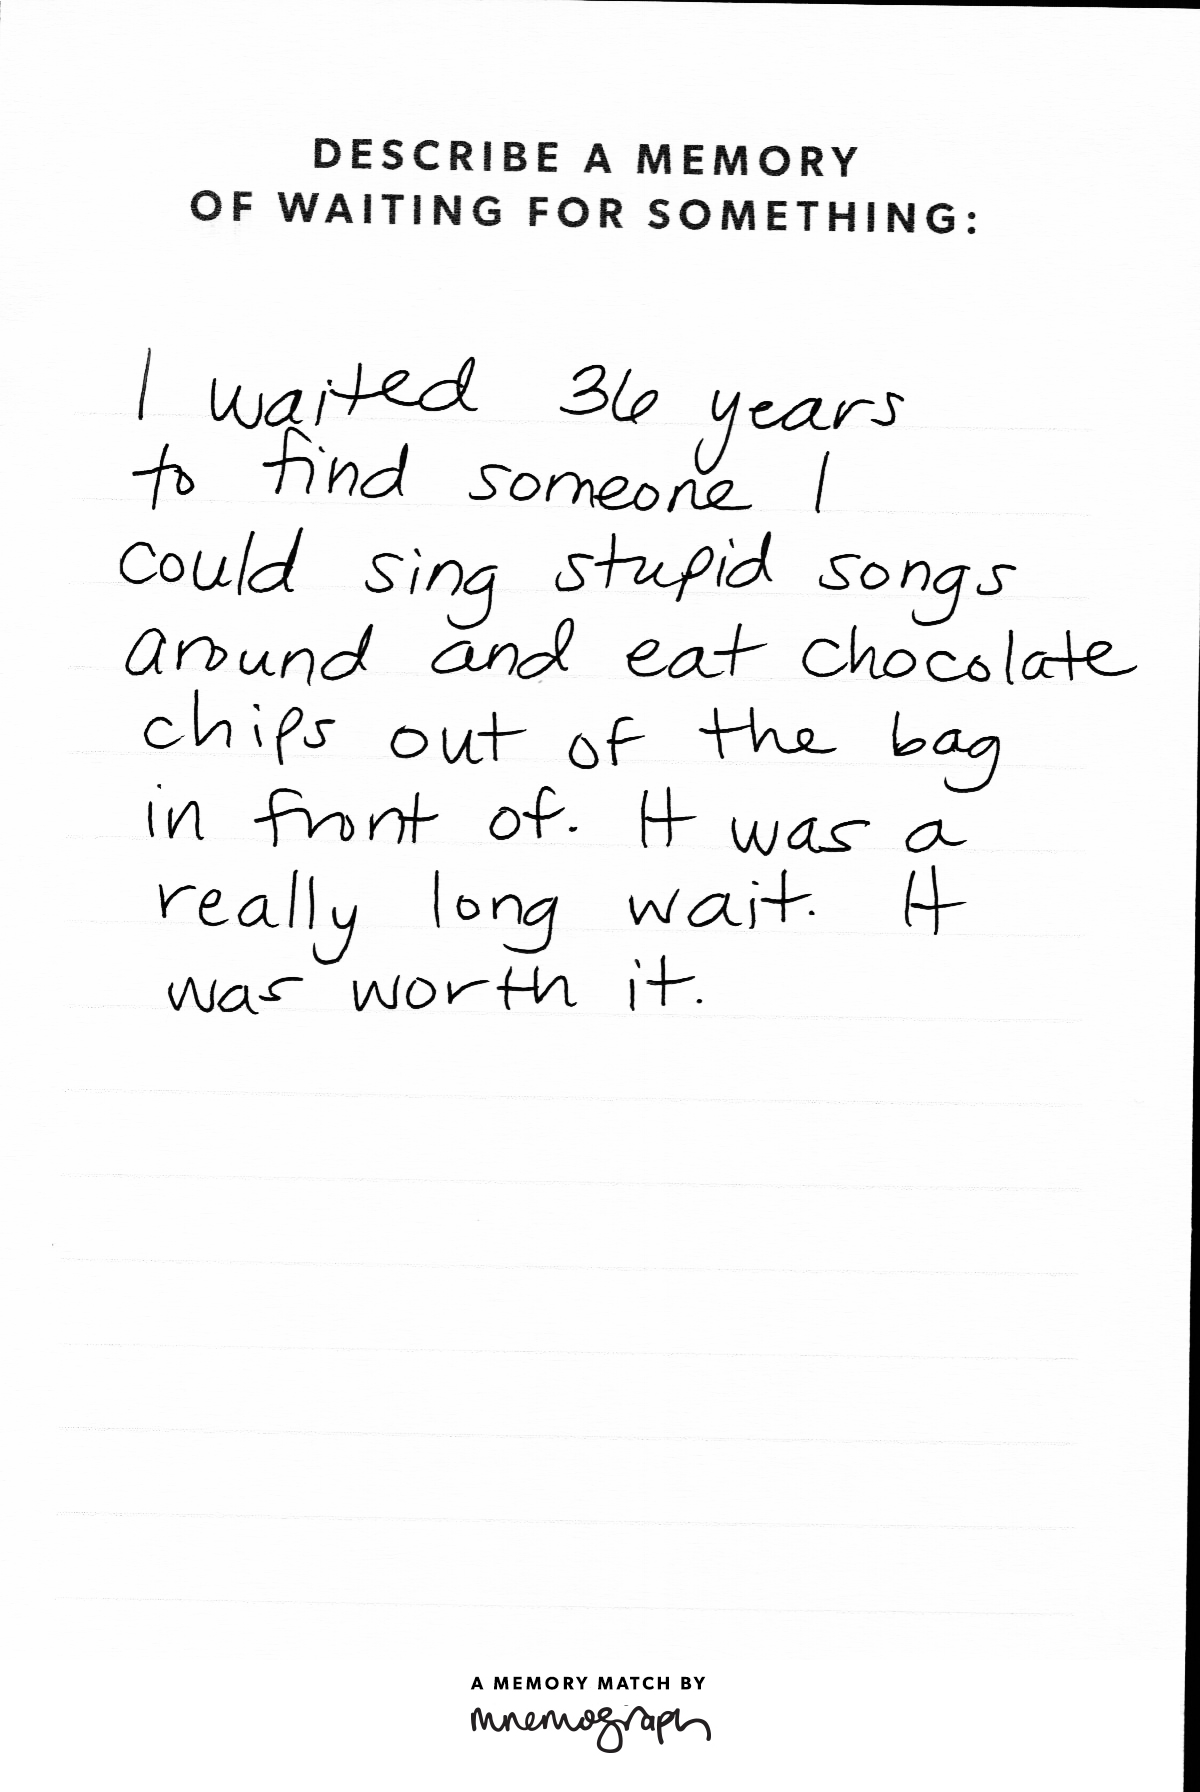 DESCRIBE A MEMORY
OF WAITING FOR SOMETHING:
I waited 36 years
to find someone I
could sing stupid songs
around and eat chocolate
chips out of the bag
in front of. It was a
really long wait. It
was worth it.
A MEMORY MATCH BY
mnemograph